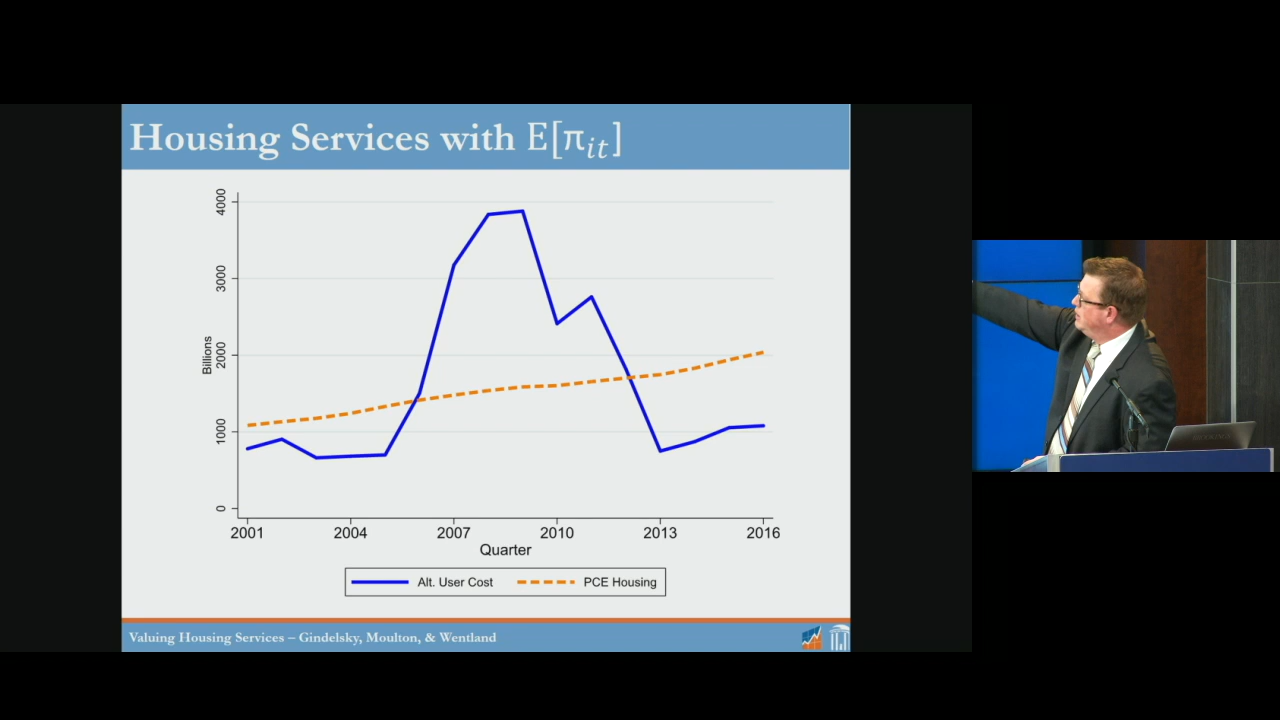 Housing Services with E[π_it]
4000
3000
2000
1000
0
Billions
2001 2004 2007 2010 2013 2016
Quarter
Alt. User Cost PCE Housing
Valuing Housing Services – Gindelsky, Moulton, & Wentland